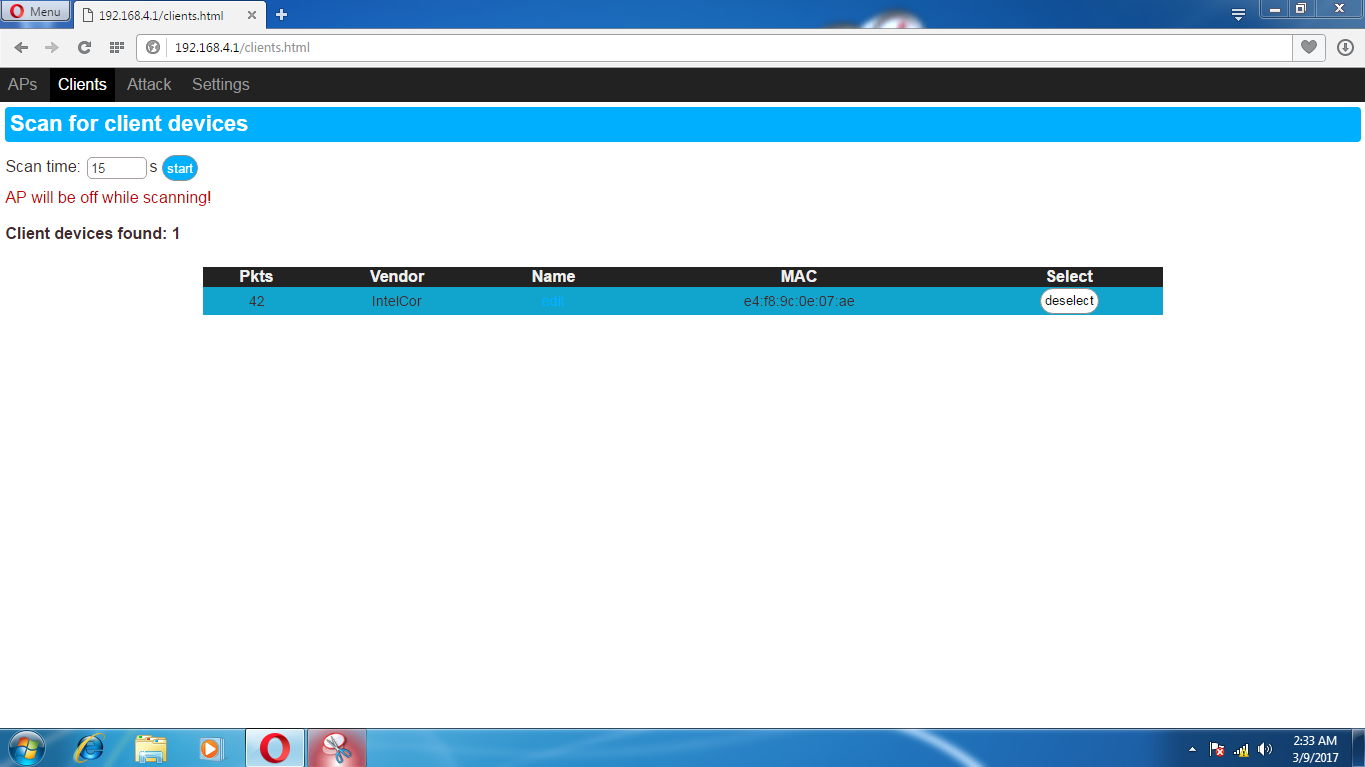 Menu
192.168.4.1/clients.html
192.168.4.1/clients.html
APs Clients Attack Settings
Scan for client devices
Scan time: 15 s start
AP will be off while scanning!
Client devices found: 1
Pkts Vendor Name MAC Select
42 IntelCor edit e4:f8:9c:0e:07:ae deselect
2:33 AM
3/9/2017